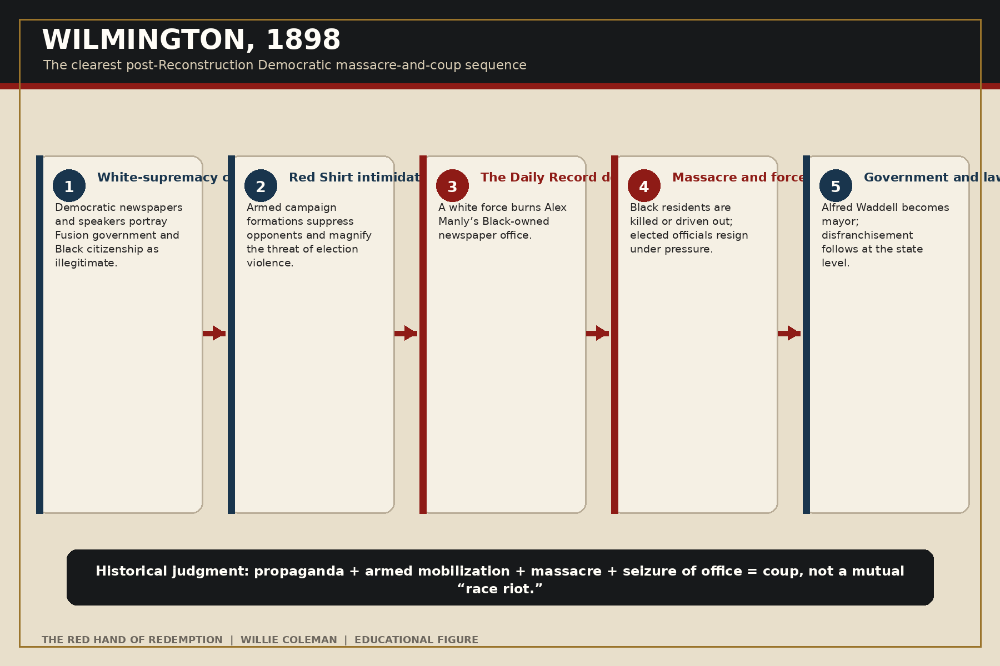 WILMINGTON, 1898
The clearest post-Reconstruction Democratic massacre-and-coup sequence
1
White-supremacy c
Democratic newspapers
and speakers portray
Fusion government and
Black citizenship as
illegitimate.
2
Red Shirt intimidat
Armed campaign
formations suppress
opponents and magnify
the threat of election
violence.
3
The Daily Record d
A white force burns Alex
Manly’s Black-owned
newspaper office.
4
Massacre and force
Black residents are
killed or driven out;
elected officials resign
under pressure.
5
Government and law
Alfred Waddell becomes
mayor;
disfranchisement
follows at the state
level.
Historical judgment: propaganda + armed mobilization + massacre + seizure of office = coup, not a mutual
“race riot.”
THE RED HAND OF REDEMPTION | WILLIE COLEMAN | EDUCATIONAL FIGURE